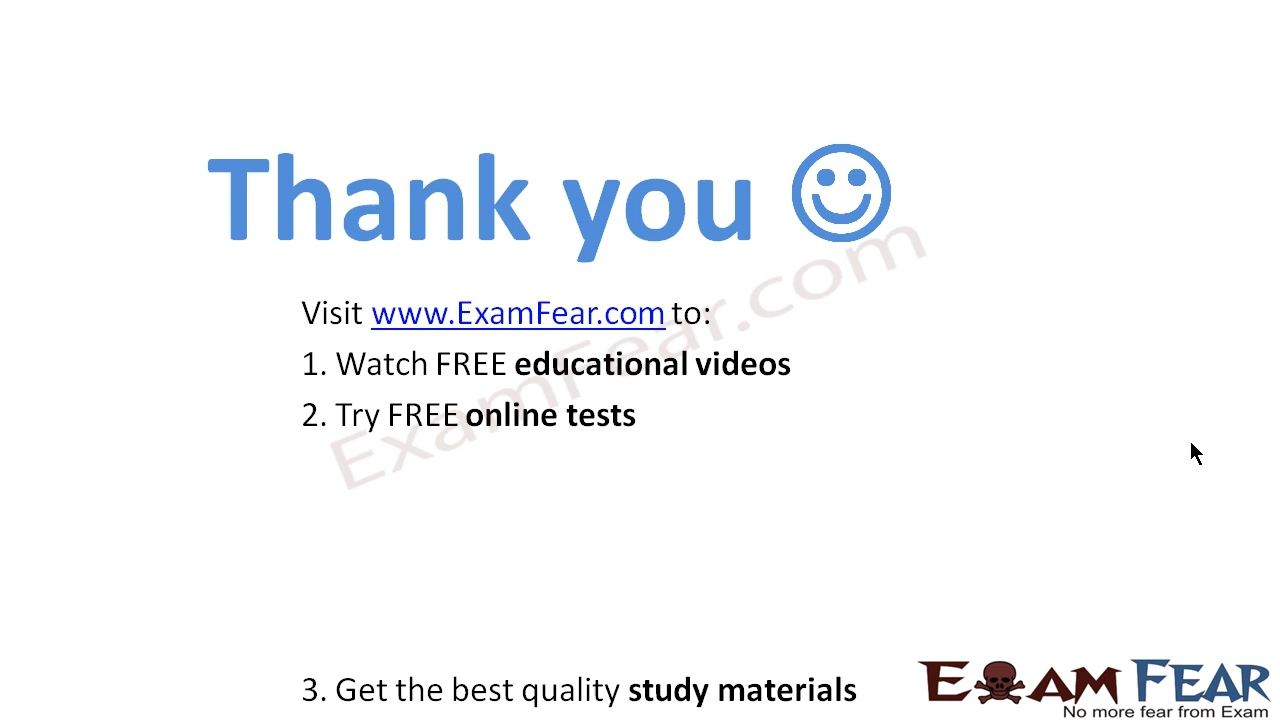 Thank you
Visit www.ExamFear.com to:
1. Watch FREE educational videos
2. Try FREE online tests
ExamFear.com
3. Get the best quality study materials
EXAM FEAR
No more fear from Exam